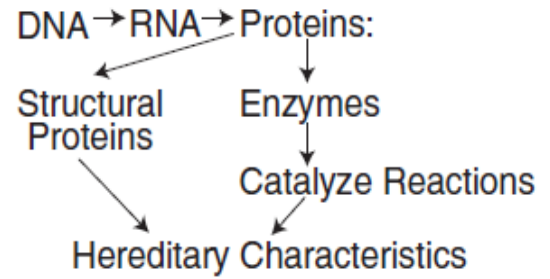 DNA→RNA→Proteins:
Structural Proteins
Enzymes
Catalyze Reactions
Hereditary Characteristics